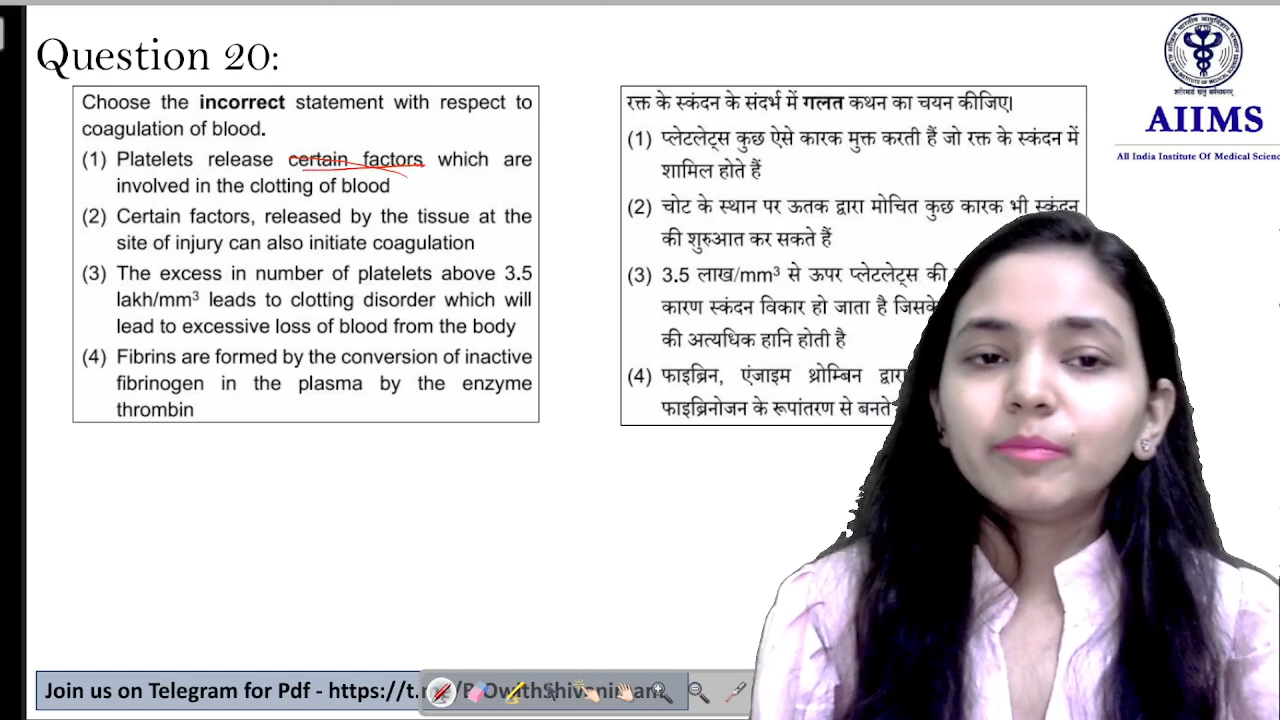 Question 20:
Choose the incorrect statement with respect to
coagulation of blood.
(1) Platelets release certain factors which are
involved in the clotting of blood
(2) Certain factors, released by the tissue at the
site of injury can also initiate coagulation
(3) The excess in number of platelets above 3.5
lakh/mm³ leads to clotting disorder which will
lead to excessive loss of blood from the body
(4) Fibrins are formed by the conversion of inactive
fibrinogen in the plasma by the enzyme
thrombin
रक्त के स्कंदन के संदर्भ में गलत कथन का चयन कीजिए।
(1) प्लेटलेट्स कुछ ऐसे कारक मुक्त करती हैं जो रक्त के स्कंदन में
शामिल होते हैं
(2) चोट के स्थान पर ऊतक द्वारा मोचित कुछ कारक भी स्कंदन
की शुरुआत कर सकते हैं
(3) 3.5 लाख/mm³ से ऊपर प्लेटलेट्स की
कारण स्कंदन विकार हो जाता है जिसके
की अत्यधिक हानि होती है
(4) फाइब्रिन, एंजाइम थ्रोम्बिन द्वारा
फाइब्रिनोजन के रूपांतरण से बनते
AIIMS
All India Institute Of Medical
Join us on Telegram for Pdf -